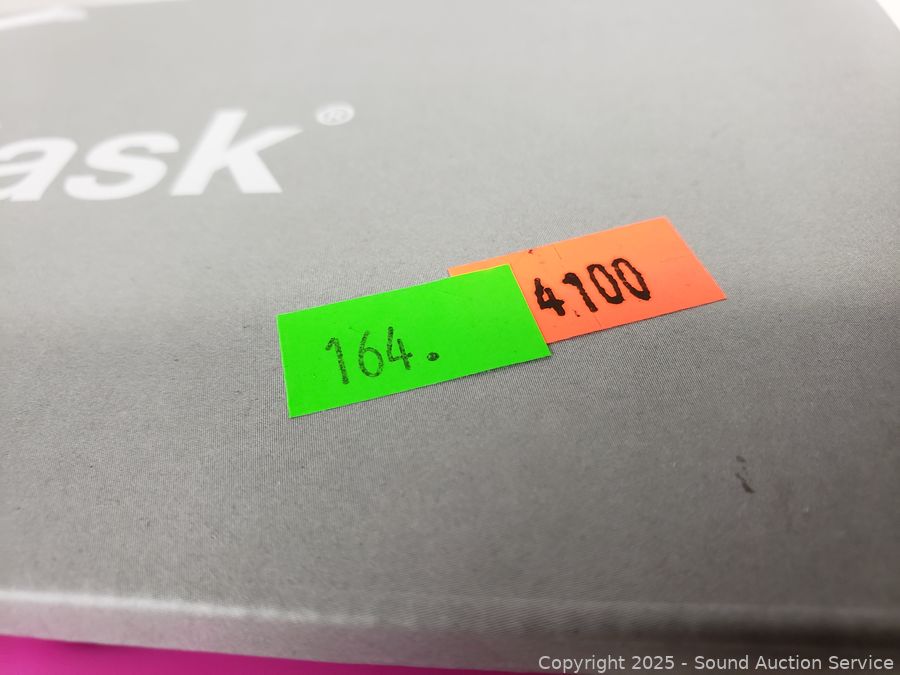 ask®
4100
164.
Copyright 2025 - Sound Auction Service